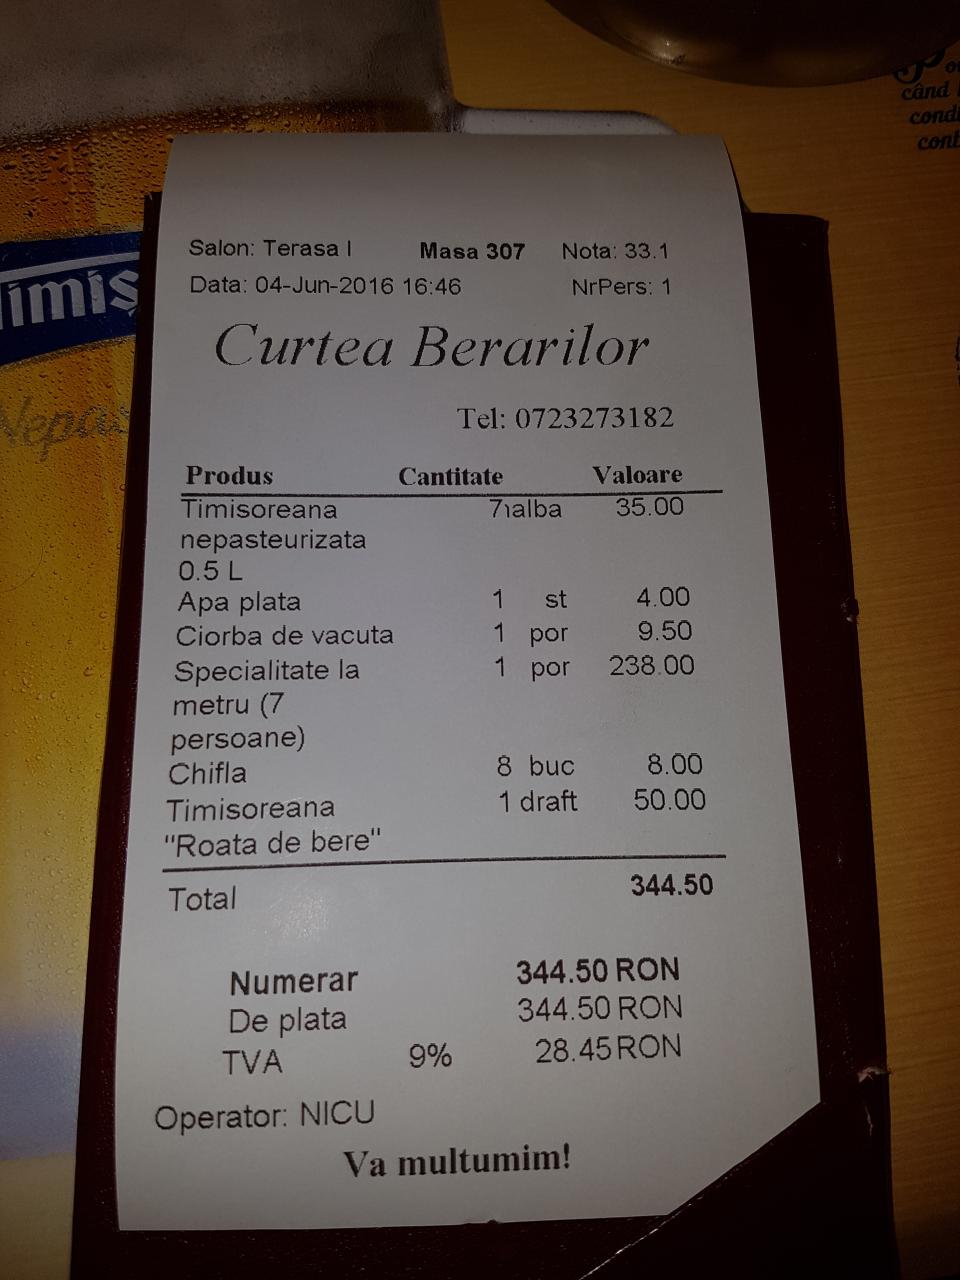 când
Salon: Terasa I Masa 307 Nota: 33.1
Data: 04-Jun-2016 16:46 NrPers: 1
imiș
Curtea Berarilor
Nepas
Tel: 0723273182
Produs Cantitate Valoare
Timisoreana 7 alba 35.00
nepasteurizata
0.5 L
Apa plata 1 st 4.00
Ciorba de vacuta 1 por 9.50
Specialitate la 1 por 238.00
metru (7
persoane)
Chifla 8 buc 8.00
Timisoreana 1 draft 50.00
"Roata de bere"
Total 344.50
Numerar 344.50 RON
De plata 344.50 RON
TVA 9% 28.45 RON
Operator: NICU
Va multumim!